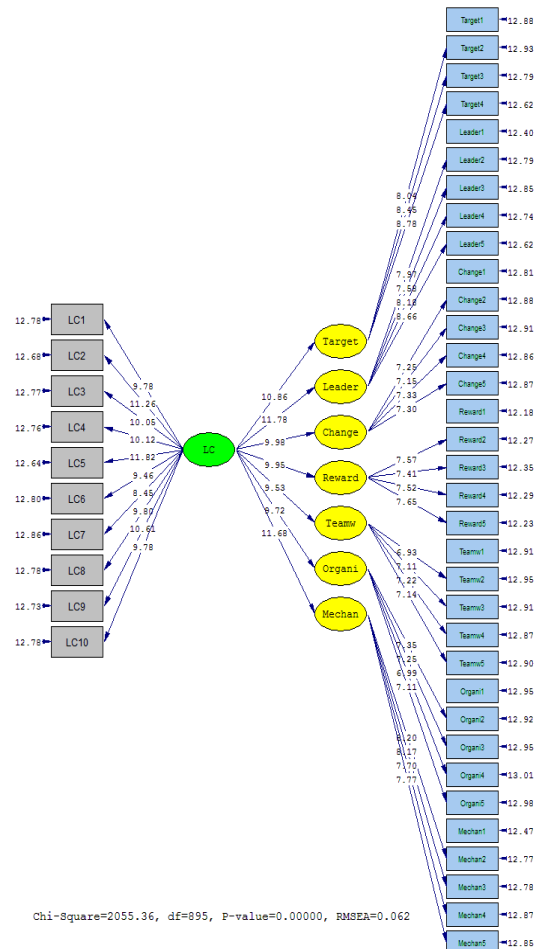 Target1 12.88
Target2 12.93
Target3 12.79
Target4 12.62
Leader1 12.40
Leader2 12.79
Leader3 12.85
Leader4 12.74
Leader5 12.62
Change1 12.81
Change2 12.88
Change3 12.91
Change4 12.86
Change5 12.87
Reward1 12.18
Reward2 12.27
Reward3 12.35
Reward4 12.29
Reward5 12.23
Teamw1 12.91
Teamw2 12.95
Teamw3 12.91
Teamw4 12.87
Teamw5 12.90
Organi1 12.95
Organi2 12.92
Organi3 12.95
Organi4 13.01
Organi5 12.98
Mechan1 12.47
Mechan2 12.77
Mechan3 12.78
Mechan4 12.87
Mechan5 12.85
8.04
8.45
8.78
7.97
7.58
8.18
8.66
7.25
7.15
7.33
7.30
7.57
7.41
7.52
7.65
6.93
7.11
7.22
7.14
7.35
7.25
6.99
7.11
8.17
7.70
7.77
Target
Leader
Change
Reward
Teamw
Organi
Mechan
10.86
11.78
9.98
9.95
9.53
9.72
11.68
LC
9.78
11.26
10.05
10.12
11.82
9.46
8.45
9.80
10.61
9.78
12.78 LC1
12.68 LC2
12.77 LC3
12.76 LC4
12.64 LC5
12.80 LC6
12.86 LC7
12.78 LC8
12.73 LC9
12.78 LC10
Chi-Square=2055.36, df=895, P-value=0.00000, RMSEA=0.062